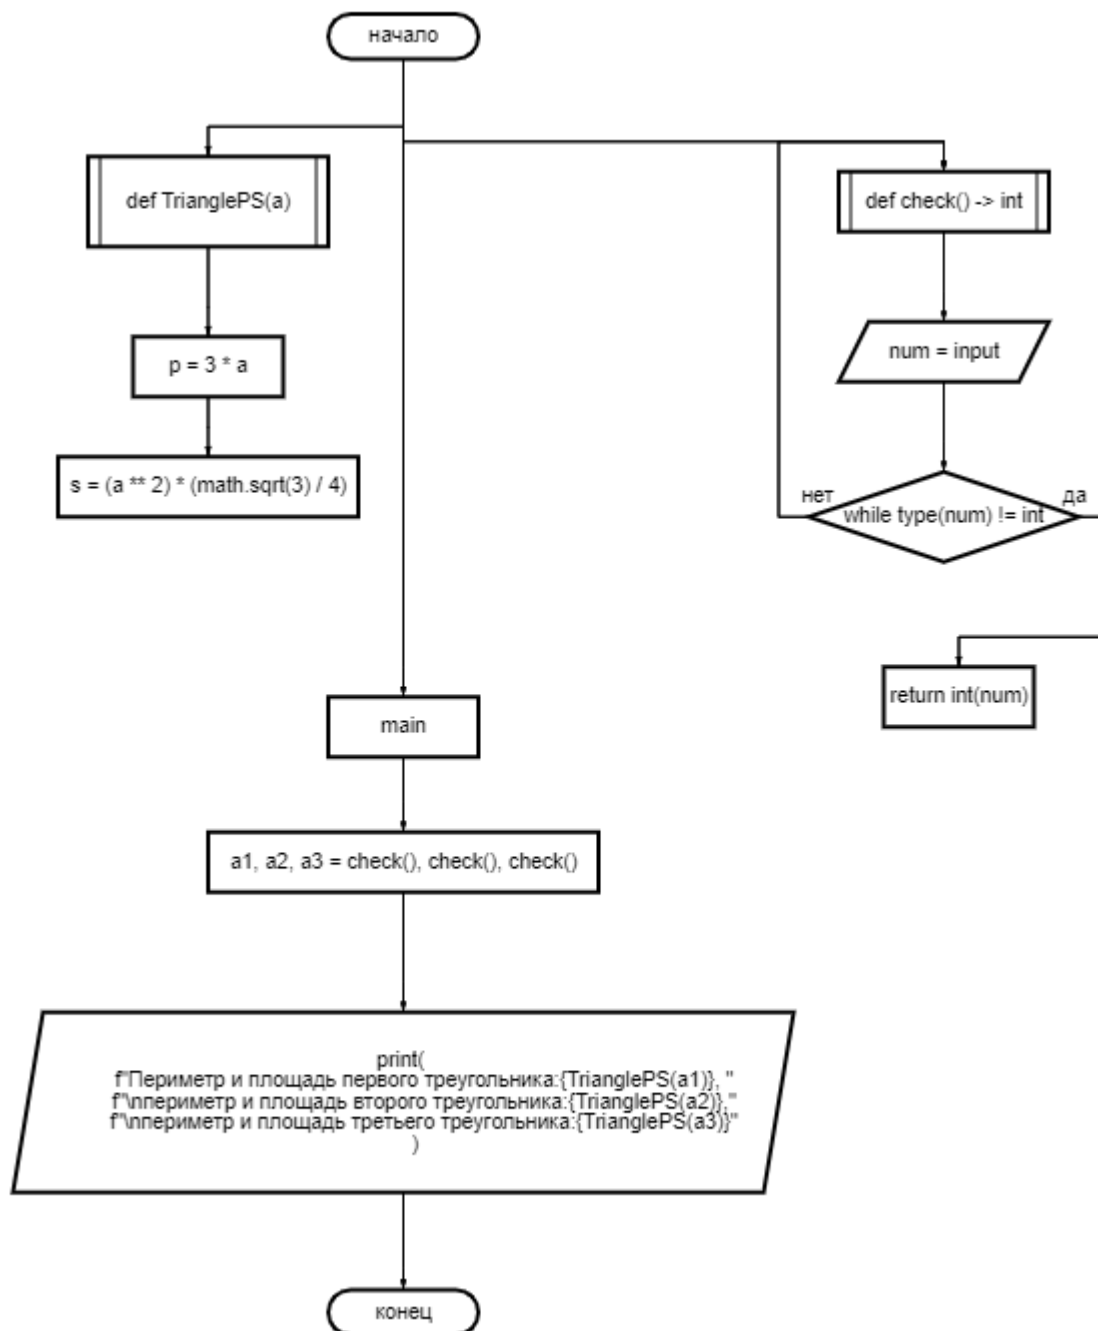 начало
def TrianglePS(a)
def check() -> int
p = 3 * a
num = input
s = (a ** 2) * (math.sqrt(3) / 4)
нет
while type(num) != int
да
return int(num)
main
a1, a2, a3 = check(), check(), check()
print(
f"Периметр и площадь первого треугольника:{TrianglePS(a1)}, "
f"\nпериметр и площадь второго треугольника:{TrianglePS(a2)},"
f"\nпериметр и площадь третьего треугольника:{TrianglePS(a3)}"
)
конец